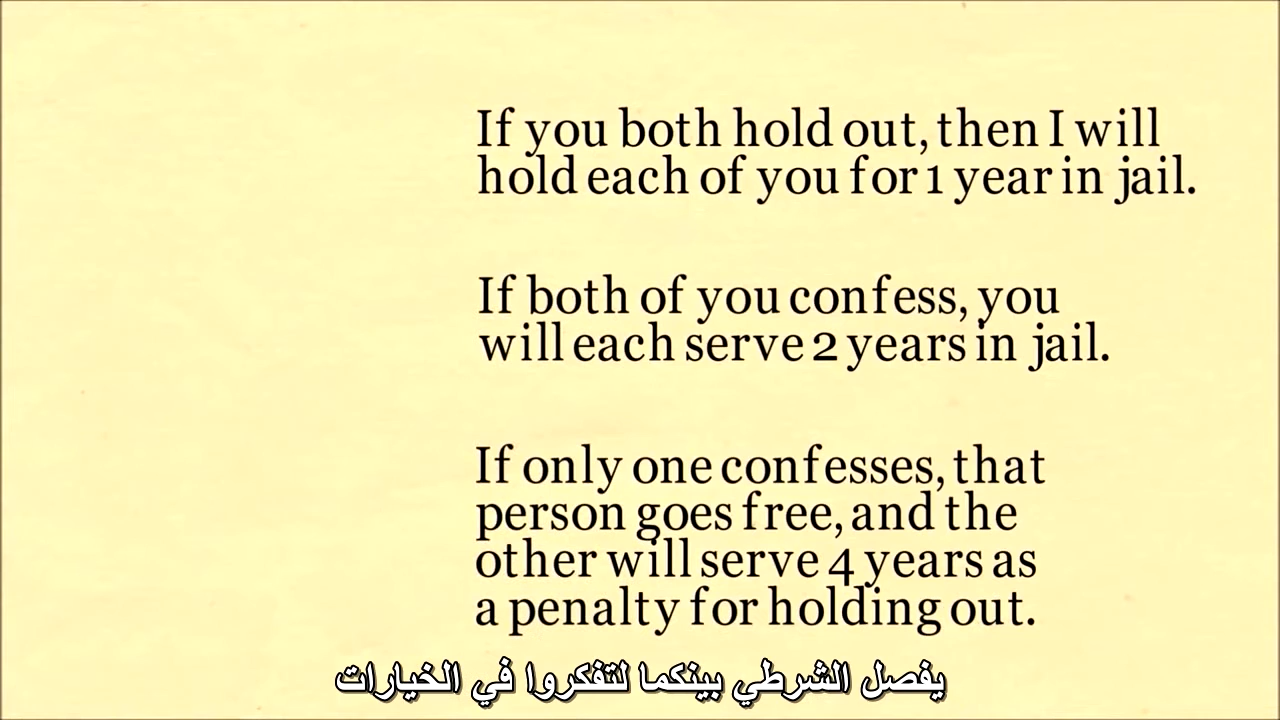 If you both hold out, then I will
hold each of you for 1 year in jail.
If both of you confess, you
will each serve 2 years in jail.
If only one confesses, that
person goes free, and the
other will serve 4 years as
a penalty for holding out.
يفصل الشرطي بينكما لتفكروا في الخيارات